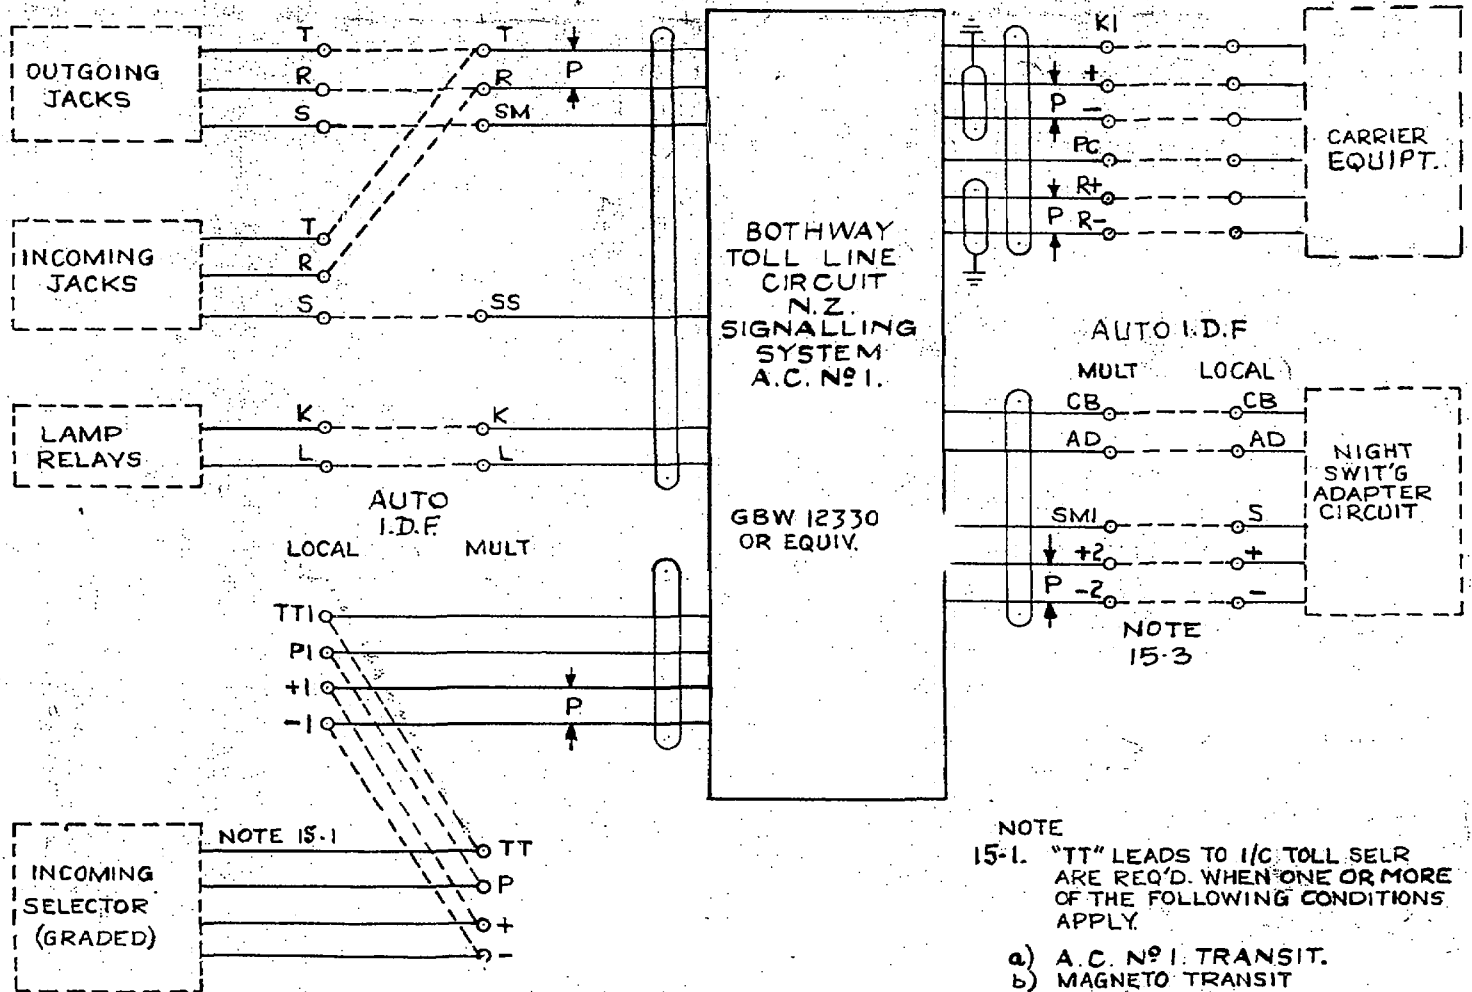 OUTGOING
JACKS
T
R
S
T
R
SM
P
INCOMING
JACKS
T
R
S
SS
LAMP
RELAYS
K
L
K
L
AUTO
I.D.F.
LOCAL
MULT
TT1
P1
+1
-1
P
INCOMING
SELECTOR
(GRADED)
NOTE 15·1
TT
P
+
-
BOTHWAY
TOLL LINE
CIRCUIT
N.Z.
SIGNALLING
SYSTEM
A.C. Nº 1.
GBW 12330
OR EQUIV.
K1
+
P
-
PC
R+
P
R-
CARRIER
EQUIPT.
AUTO I.D.F
MULT
LOCAL
CB
CB
AD
AD
SM1
S
+2
+
P
-2
-
NIGHT
SWIT'G
ADAPTER
CIRCUIT
NOTE
15·3
NOTE
15-1. "TT" LEADS TO I/C TOLL SELR
ARE REQ'D. WHEN ONE OR MORE
OF THE FOLLOWING CONDITIONS
APPLY.
a) A.C. Nº 1. TRANSIT.
b) MAGNETO TRANSIT